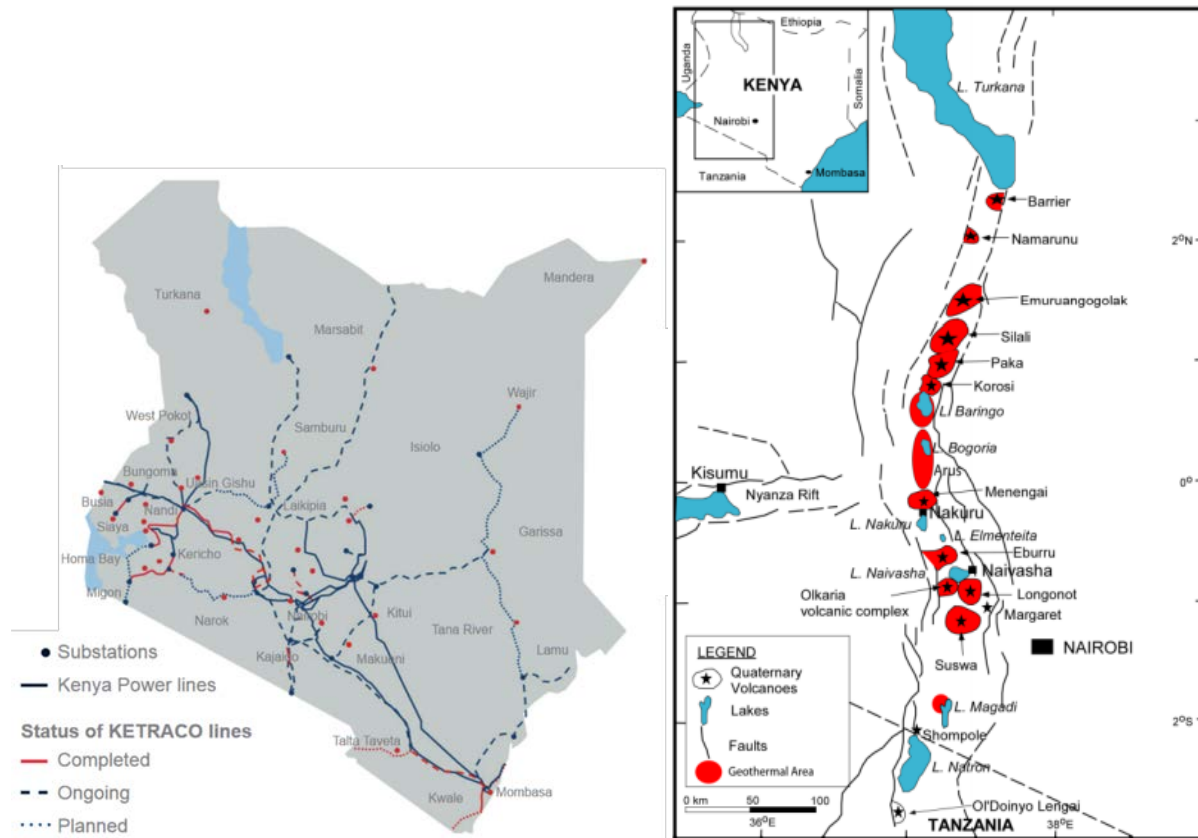 Mandera
Turkana
Marsabit
Wajir
West Pokot
Samburu
Isiolo
Bungoma
Uasin Gishu
Busia
Laikipia
Nandi
Siaya
Garissa
Kericho
Homa Bay
Migori
Nairobi
Kitui
Narok
Tana River
Lamu
Kajaido
Makueni
Talta Taveta
Mombasa
Kwale
Substations
Kenya Power lines
Status of KETRACO lines
Completed
Ongoing
Planned
Ethiopia
Uganda
KENYA
Somalia
Nairobi
Tanzania
Mombasa
L. Turkana
Barrier
Namarunu
2°N
Emuruangogolak
Silali
Paka
Korosi
L. Baringo
L. Bogoria
Arus
Kisumu
0°
Menengai
Nyanza Rift
Nakuru
L. Nakuru
L. Elmenteita
Eburru
L. Naivasha
Naivasha
Olkaria
volcanic complex
Longonot
Margaret
NAIROBI
Suswa
LEGEND
Quaternary
Volcanoes
Lakes
Faults
Geothermal Area
L. Magadi
2°S
Shompole
L. Natron
0 km 50 100
Ol'Doinyo Lengai
36°E
TANZANIA
38°E